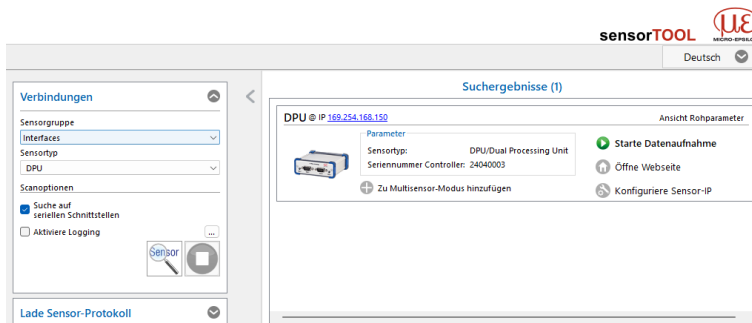 sensorTOOL
MICRO-EPSILON
Deutsch
Verbindungen
Sensorgruppe
Interfaces
Sensortyp
DPU
Scanoptionen
Suche auf
seriellen Schnittstellen
Aktiviere Logging
...
Sensor
Lade Sensor-Protokoll
Suchergebnisse (1)
DPU @ IP 169.254.168.150
Ansicht Rohparameter
Parameter
Sensortyp: DPU/Dual Processing Unit
Seriennummer Controller: 24040003
Zu Multisensor-Modus hinzufügen
Starte Datenaufnahme
Öffne Webseite
Konfiguriere Sensor-IP